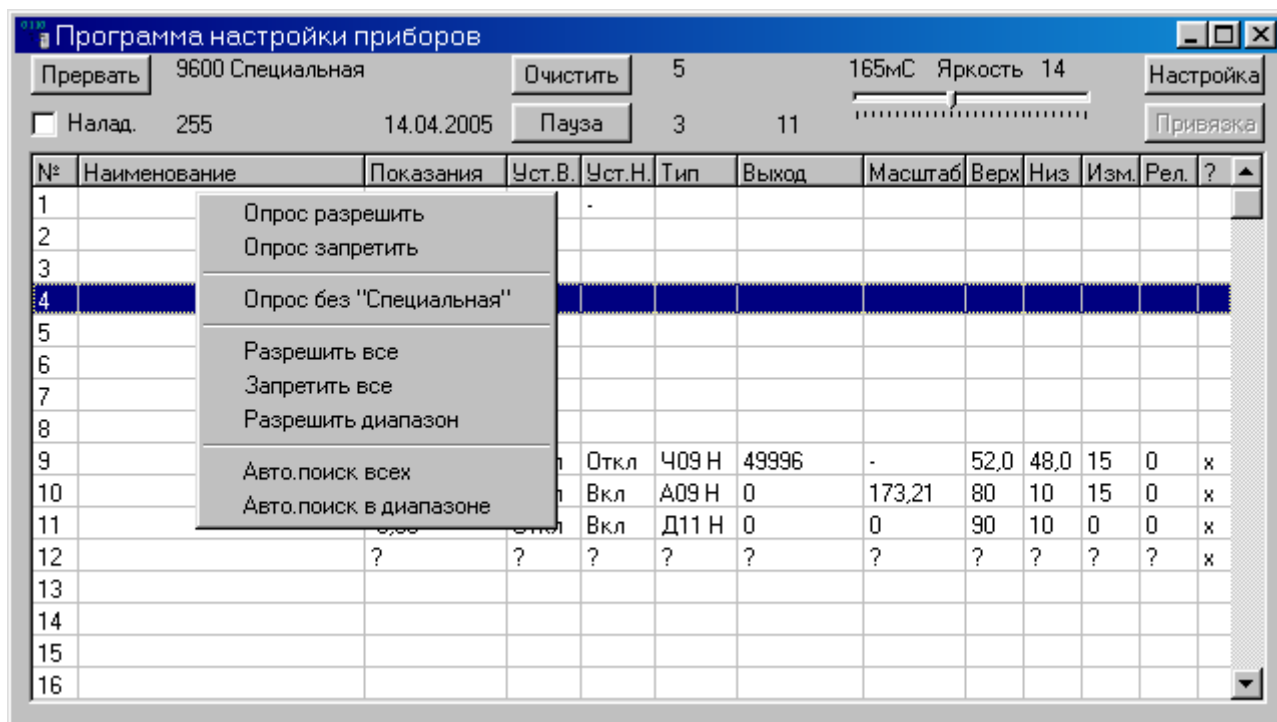 Программа настройки приборов
Прервать 9600 Специальная Очистить 5 165мС Яркость 14 Настройка
Налад. 255 14.04.2005 Пауза 3 11 Привязка
№ Наименование Показания Уст.В. Уст.Н. Тип Выход Масштаб Верх Низ Изм. Рел. ?
1 -
2
3
4
5
6
7
8
9 Откл Ч09 Н 49996 - 52,0 48,0 15 0 x
10 Вкл А09 Н 0 173,21 80 10 15 0 x
11 Вкл Д11 Н 0 0 90 10 0 0 x
12 ? ? ? ? ? ? ? ? ? ? x
13
14
15
16
Опрос разрешить
Опрос запретить
Опрос без "Специальная"
Разрешить все
Запретить все
Разрешить диапазон
Авто.поиск всех
Авто.поиск в диапазоне